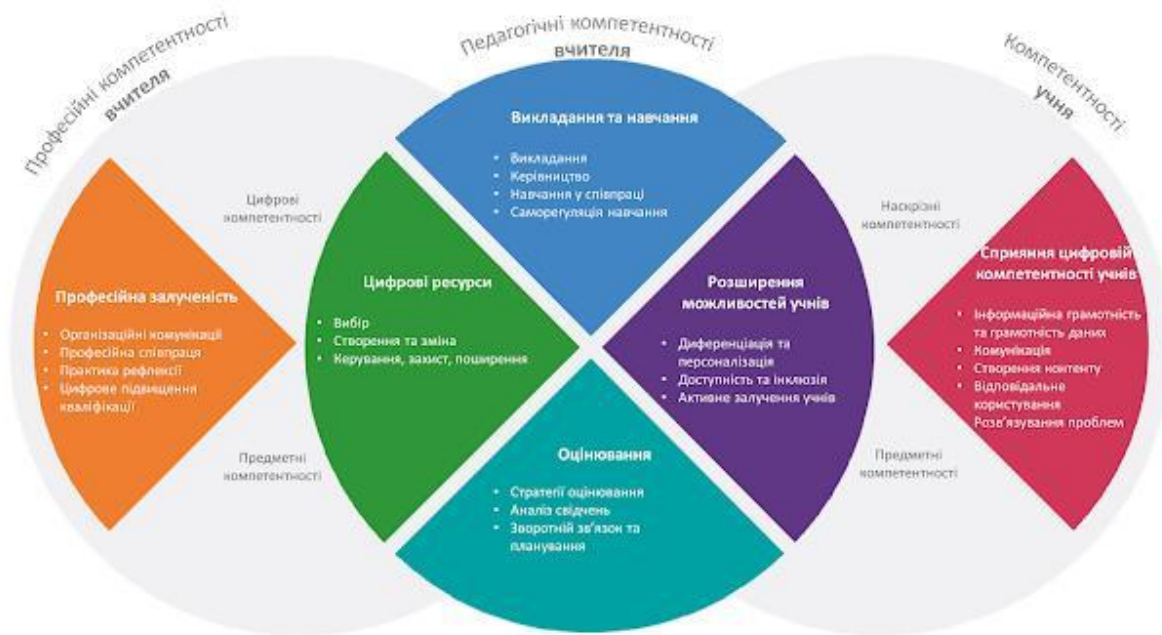 Професійні компетентності
вчителя
Педагогічні компетентності
вчителя
Компетентності
учня
Цифрові
компетентності
Предметні
компетентності
Наскрізні
компетентності
Предметні
компетентності
Професійна залученість
• Організаційні комунікації
• Професійна співпраця
• Практика рефлексії
• Цифрове підвищення
кваліфікації
Цифрові ресурси
• Вибір
• Створення та зміна
• Керування, захист, поширення
Викладання та навчання
• Викладання
• Керівництво
• Навчання у співпраці
• Саморегуляція навчання
Оцінювання
• Стратегії оцінювання
• Аналіз свідчень
• Зворотній зв'язок та
планування
Розширення
можливостей учнів
• Диференціація та
персоналізація
• Доступність та інклюзія
• Активне залучення учнів
Сприяння цифровій
компетентності учнів
• Інформаційна грамотність
та грамотність даних
• Комунікація
• Створення контенту
• Відповідальне
користування
Розв'язування проблем